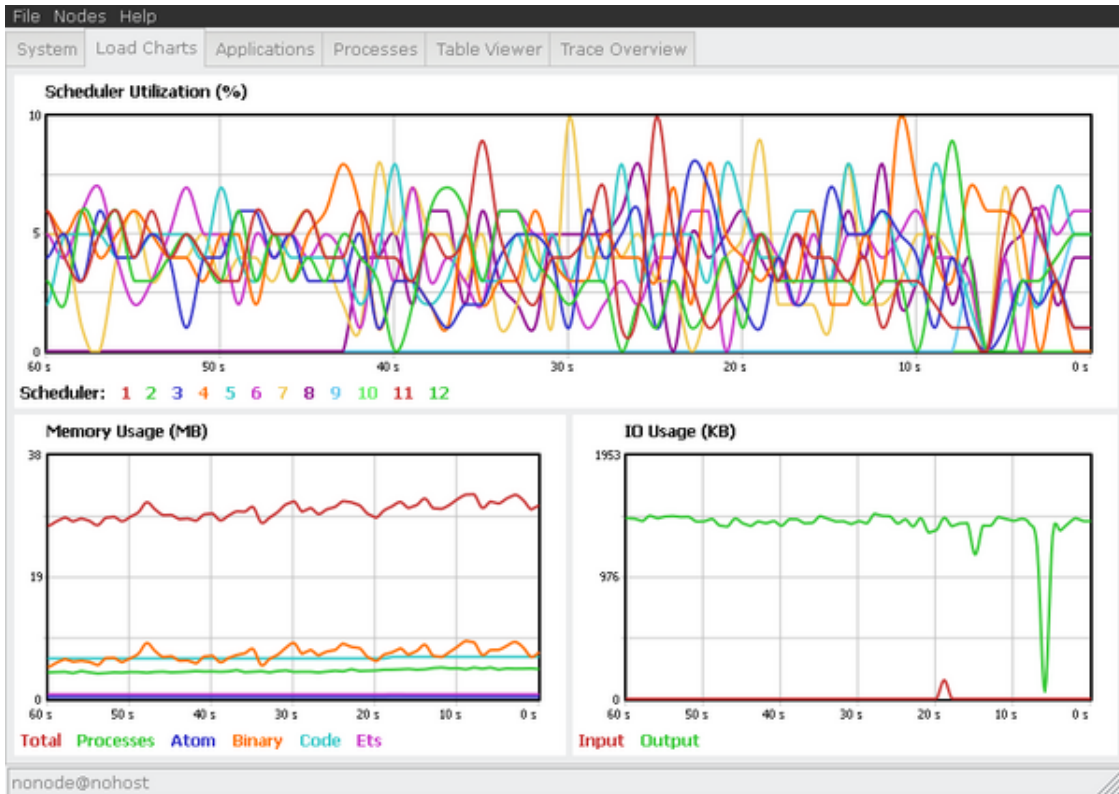 File Nodes Help
System Load Charts Applications Processes Table Viewer Trace Overview
Scheduler Utilization (%)
10
5
0
60 s 50 s 40 s 30 s 20 s 10 s 0 s
Scheduler: 1 2 3 4 5 6 7 8 9 10 11 12
Memory Usage (MB)
38
19
0
60 s 50 s 40 s 30 s 20 s 10 s 0 s
Total Processes Atom Binary Code Ets
IO Usage (KB)
1953
976
0
60 s 50 s 40 s 30 s 20 s 10 s 0 s
Input Output
nonode@nohost